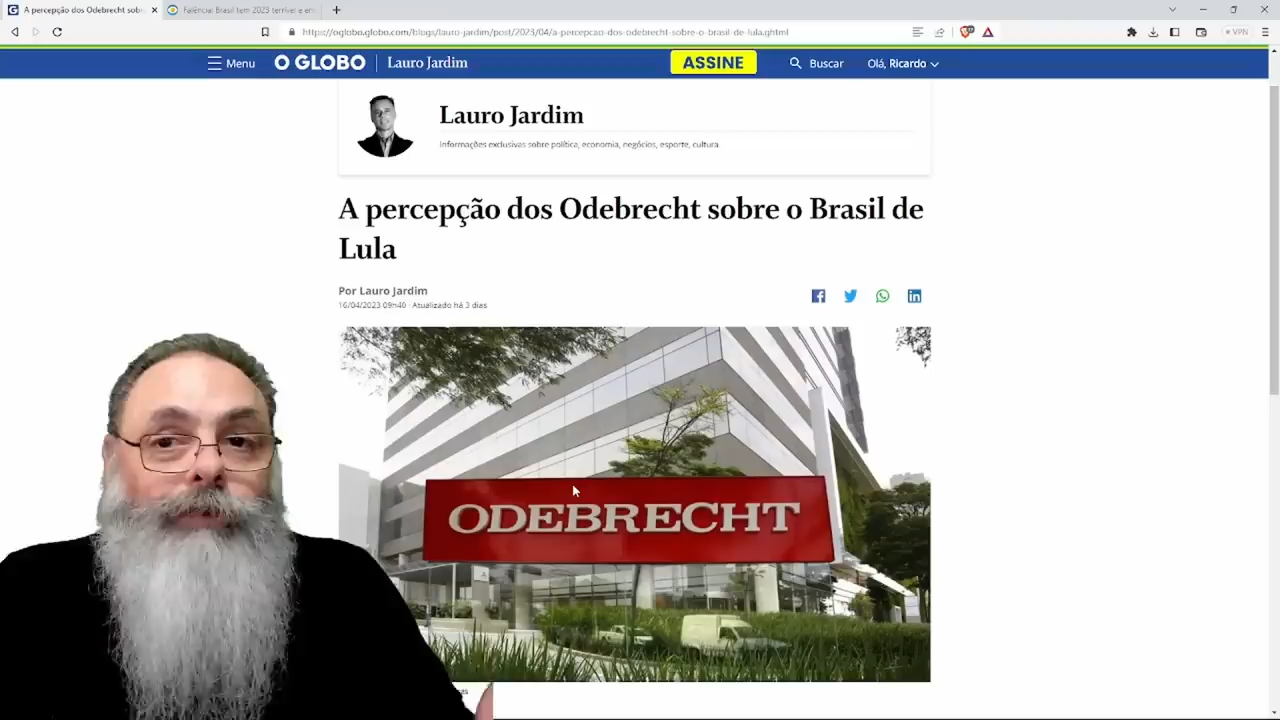 A percepção dos Odebrecht sob
Falência! Brasil tem 2023 terrível e em
https://oglobo.globo.com/blogs/lauro-jardim/post/2023/04/a-percepcao-dos-odebrecht-sobre-o-brasil-de-lula.ghtml
VPN
Menu
O GLOBO
Lauro Jardim
ASSINE
Buscar
Olá, Ricardo
Lauro Jardim
Informações exclusivas sobre política, economia, negócios, esporte, cultura.
A percepção dos Odebrecht sobre o Brasil de
Lula
Por Lauro Jardim
16/04/2023 09h40 · Atualizado há 3 dias
ODEBRECHT